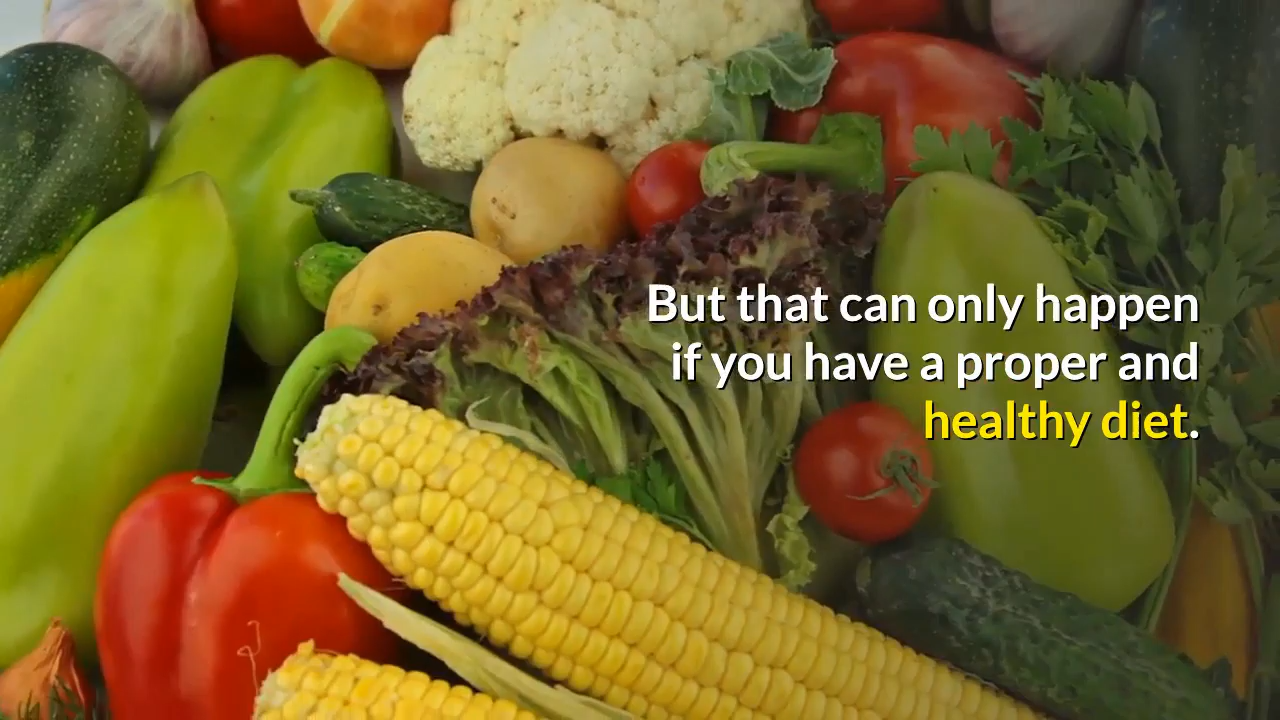 But that can only happen
if you have a proper and
healthy diet.